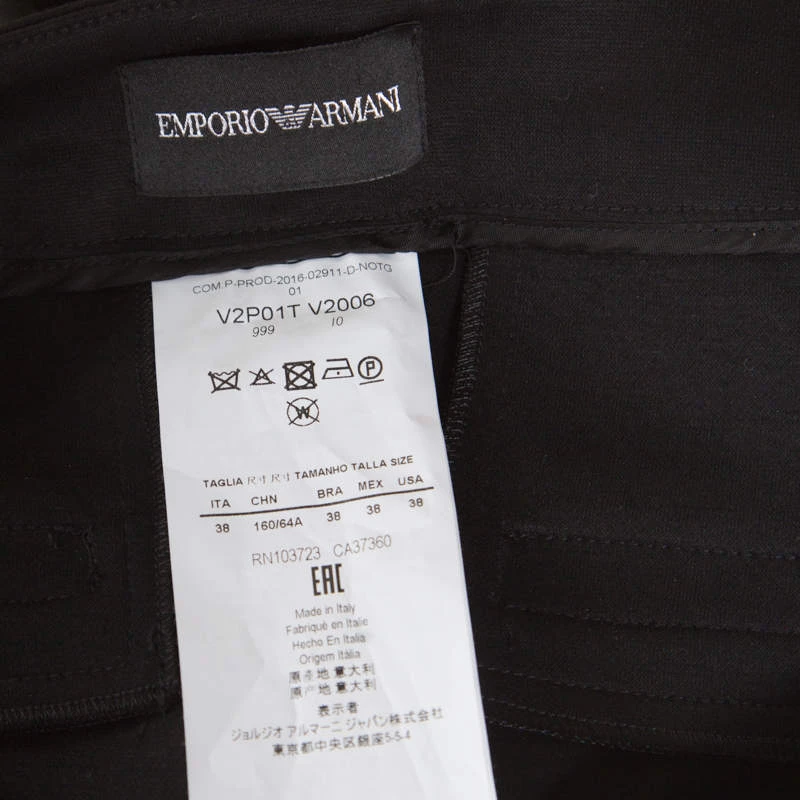 EMPORIO ARMANI
COM.P-PROD-2016-02911-D-NOTG
01
V2P01T V2006
999 10
P
W
TAGLIA 尺寸 尺寸 TAMANHO TALLA SIZE
ITA CHN BRA MEX USA
38 160/64A 38 38 38
RN103723 CA37360
EAC
Made in Italy
Fabriqué en Italie
Hecho En Italia
Origem Itália
原产地 意大利
原產地 意大利
表示者
ジョルジオ アルマーニ ジャパン株式会社
東京都中央区銀座5-5-4